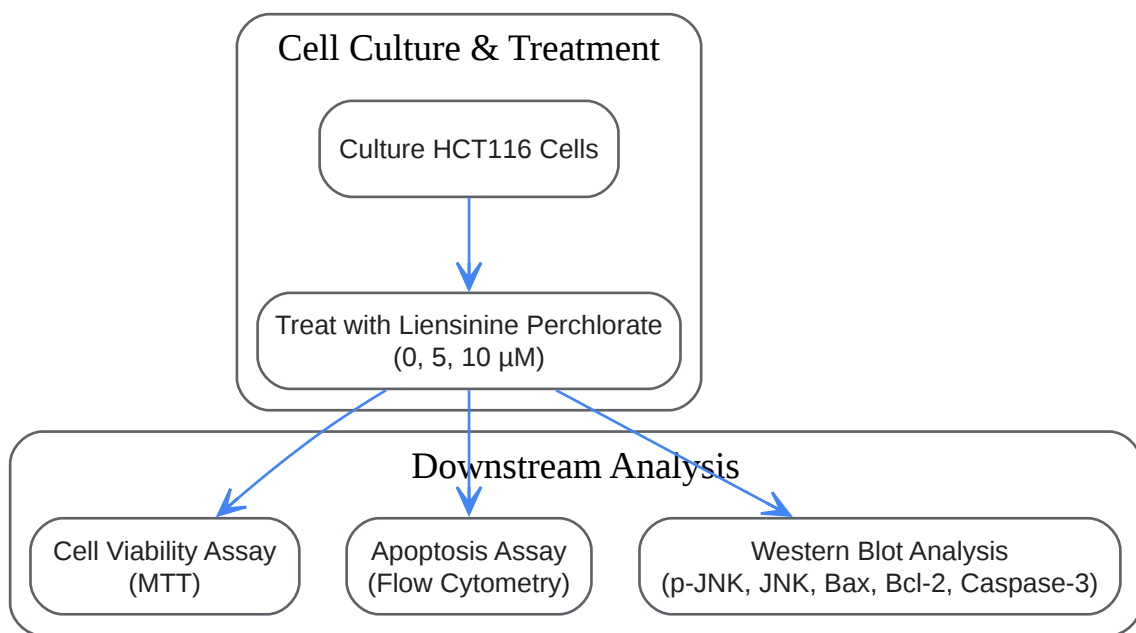 Cell Culture & Treatment
Culture HCT116 Cells
Treat with Liensinine Perchlorate
(0, 5, 10 µM)
Downstream Analysis
Cell Viability Assay
(MTT)
Apoptosis Assay
(Flow Cytometry)
Western Blot Analysis
(p-JNK, JNK, Bax, Bcl-2, Caspase-3)